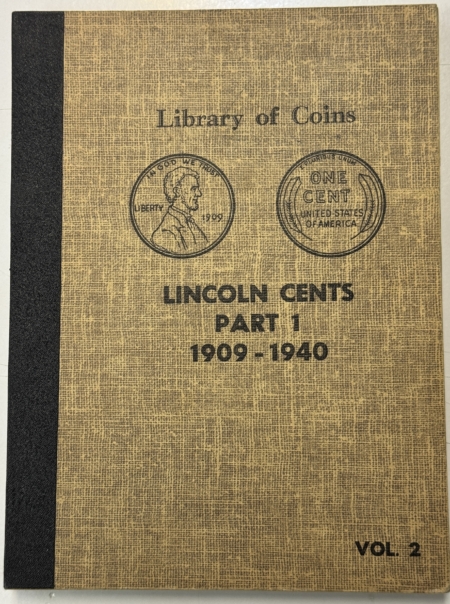 Library of Coins
IN GOD WE TRUST
LIBERTY
1909
E PLURIBUS UNUM
ONE
CENT
UNITED STATES
OF AMERICA
LINCOLN CENTS
PART 1
1909 - 1940
VOL. 2